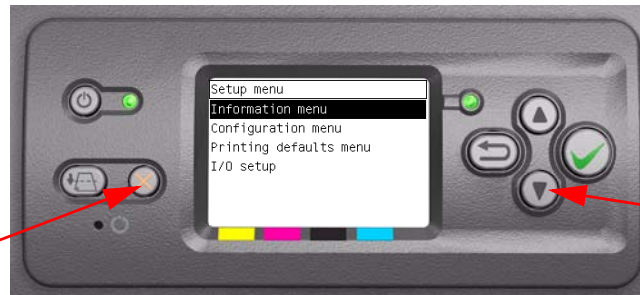 Setup menu
Information menu
Configuration menu
Printing defaults menu
I/O setup